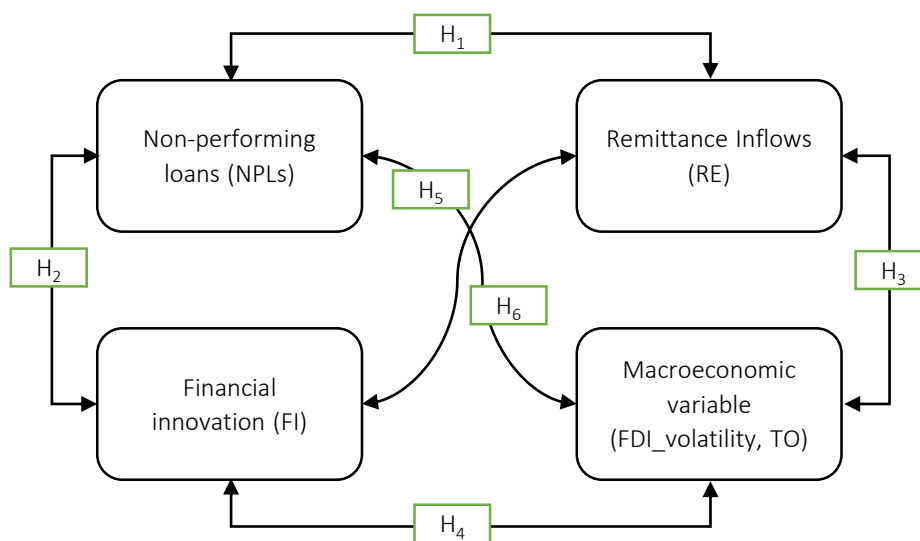 H₁
Non-performing
loans (NPLs)
Remittance Inflows
(RE)
H₅
H₂
H₃
H₆
Financial
innovation (FI)
Macroeconomic
variable
(FDI_volatility, TO)
H₄